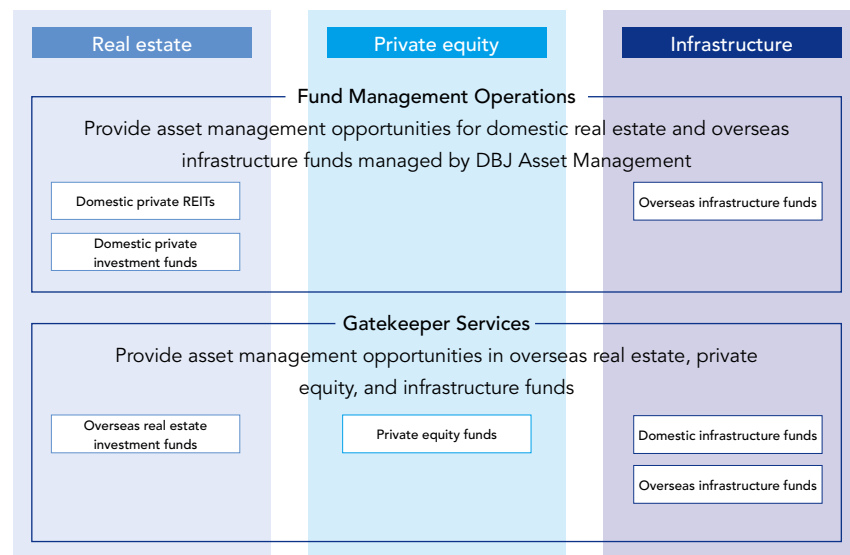 Real estate
Private equity
Infrastructure
Fund Management Operations
Provide asset management opportunities for domestic real estate and overseas
infrastructure funds managed by DBJ Asset Management
Domestic private REITs
Overseas infrastructure funds
Domestic private
investment funds
Gatekeeper Services
Provide asset management opportunities in overseas real estate, private
equity, and infrastructure funds
Overseas real estate
investment funds
Private equity funds
Domestic infrastructure funds
Overseas infrastructure funds